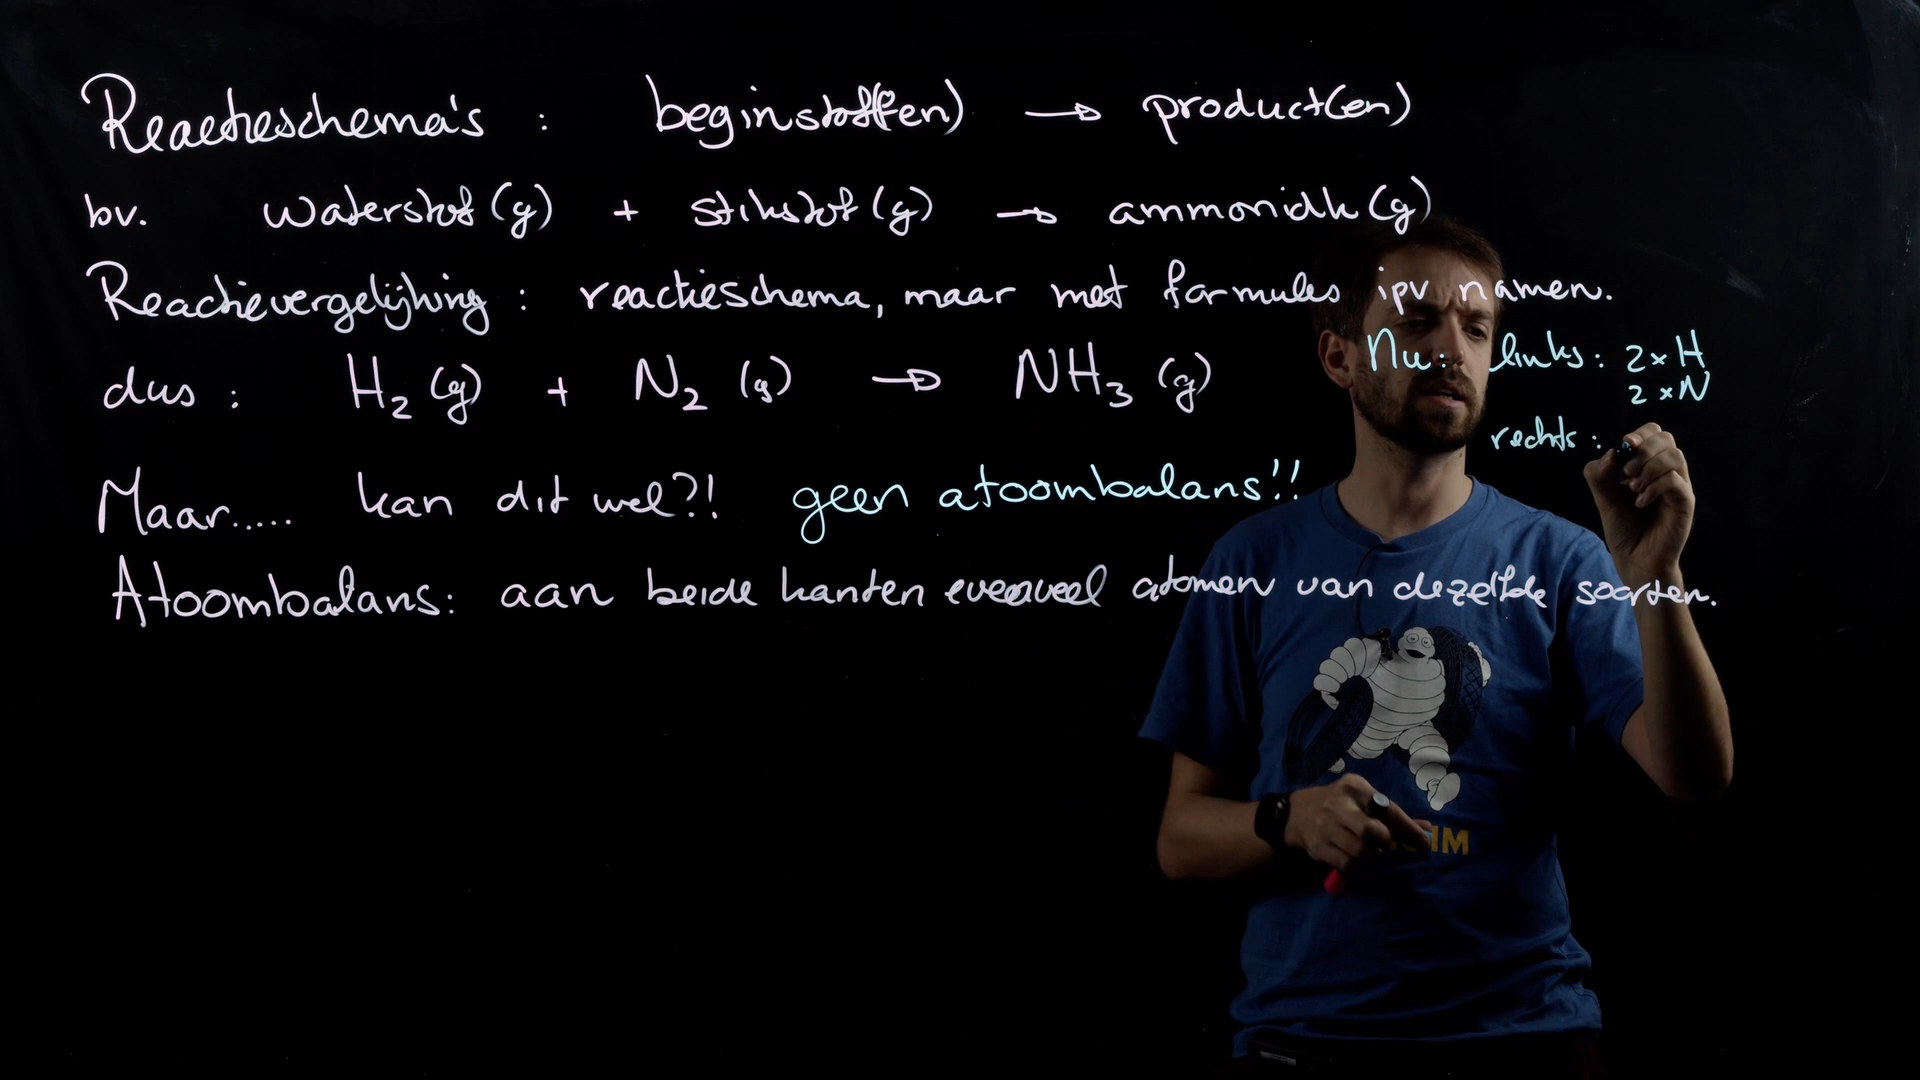 Reactieschema's : beginstof(fen) → product(en)
bv. waterstof (g) + stikstof (g) → ammoniak (g)
Reactievergelijking : reactieschema, maar met formules ipv namen.
dus : H₂ (g) + N₂ (g) → NH₃ (g)
Nu: links : 2 × H
2 × N
rechts :
Maar..... kan dit wel?! geen atoombalans!!
Atoombalans: aan beide kanten evenveel atomen van dezelfde soorten.